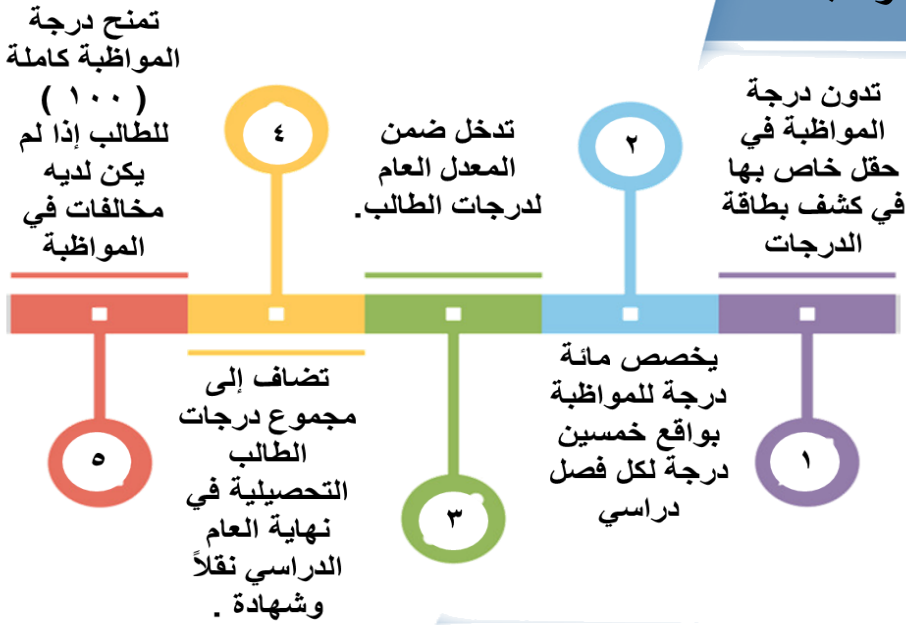 ١
تدون درجة
المواظبة في
حقل خاص بها
في كشف بطاقة
الدرجات
٢
يخصص مائة
درجة للمواظبة
بواقع خمسين
درجة لكل فصل
دراسي
٣
تدخل ضمن
المعدل العام
لدرجات الطالب.
٤
تضاف إلى
مجموع درجات
الطالب
التحصيلية في
نهاية العام
الدراسي نقلاً
وشهادة .
٥
تمنح درجة
المواظبة كاملة
( ١٠٠ )
للطالب إذا لم
يكن لديه
مخالفات في
المواظبة